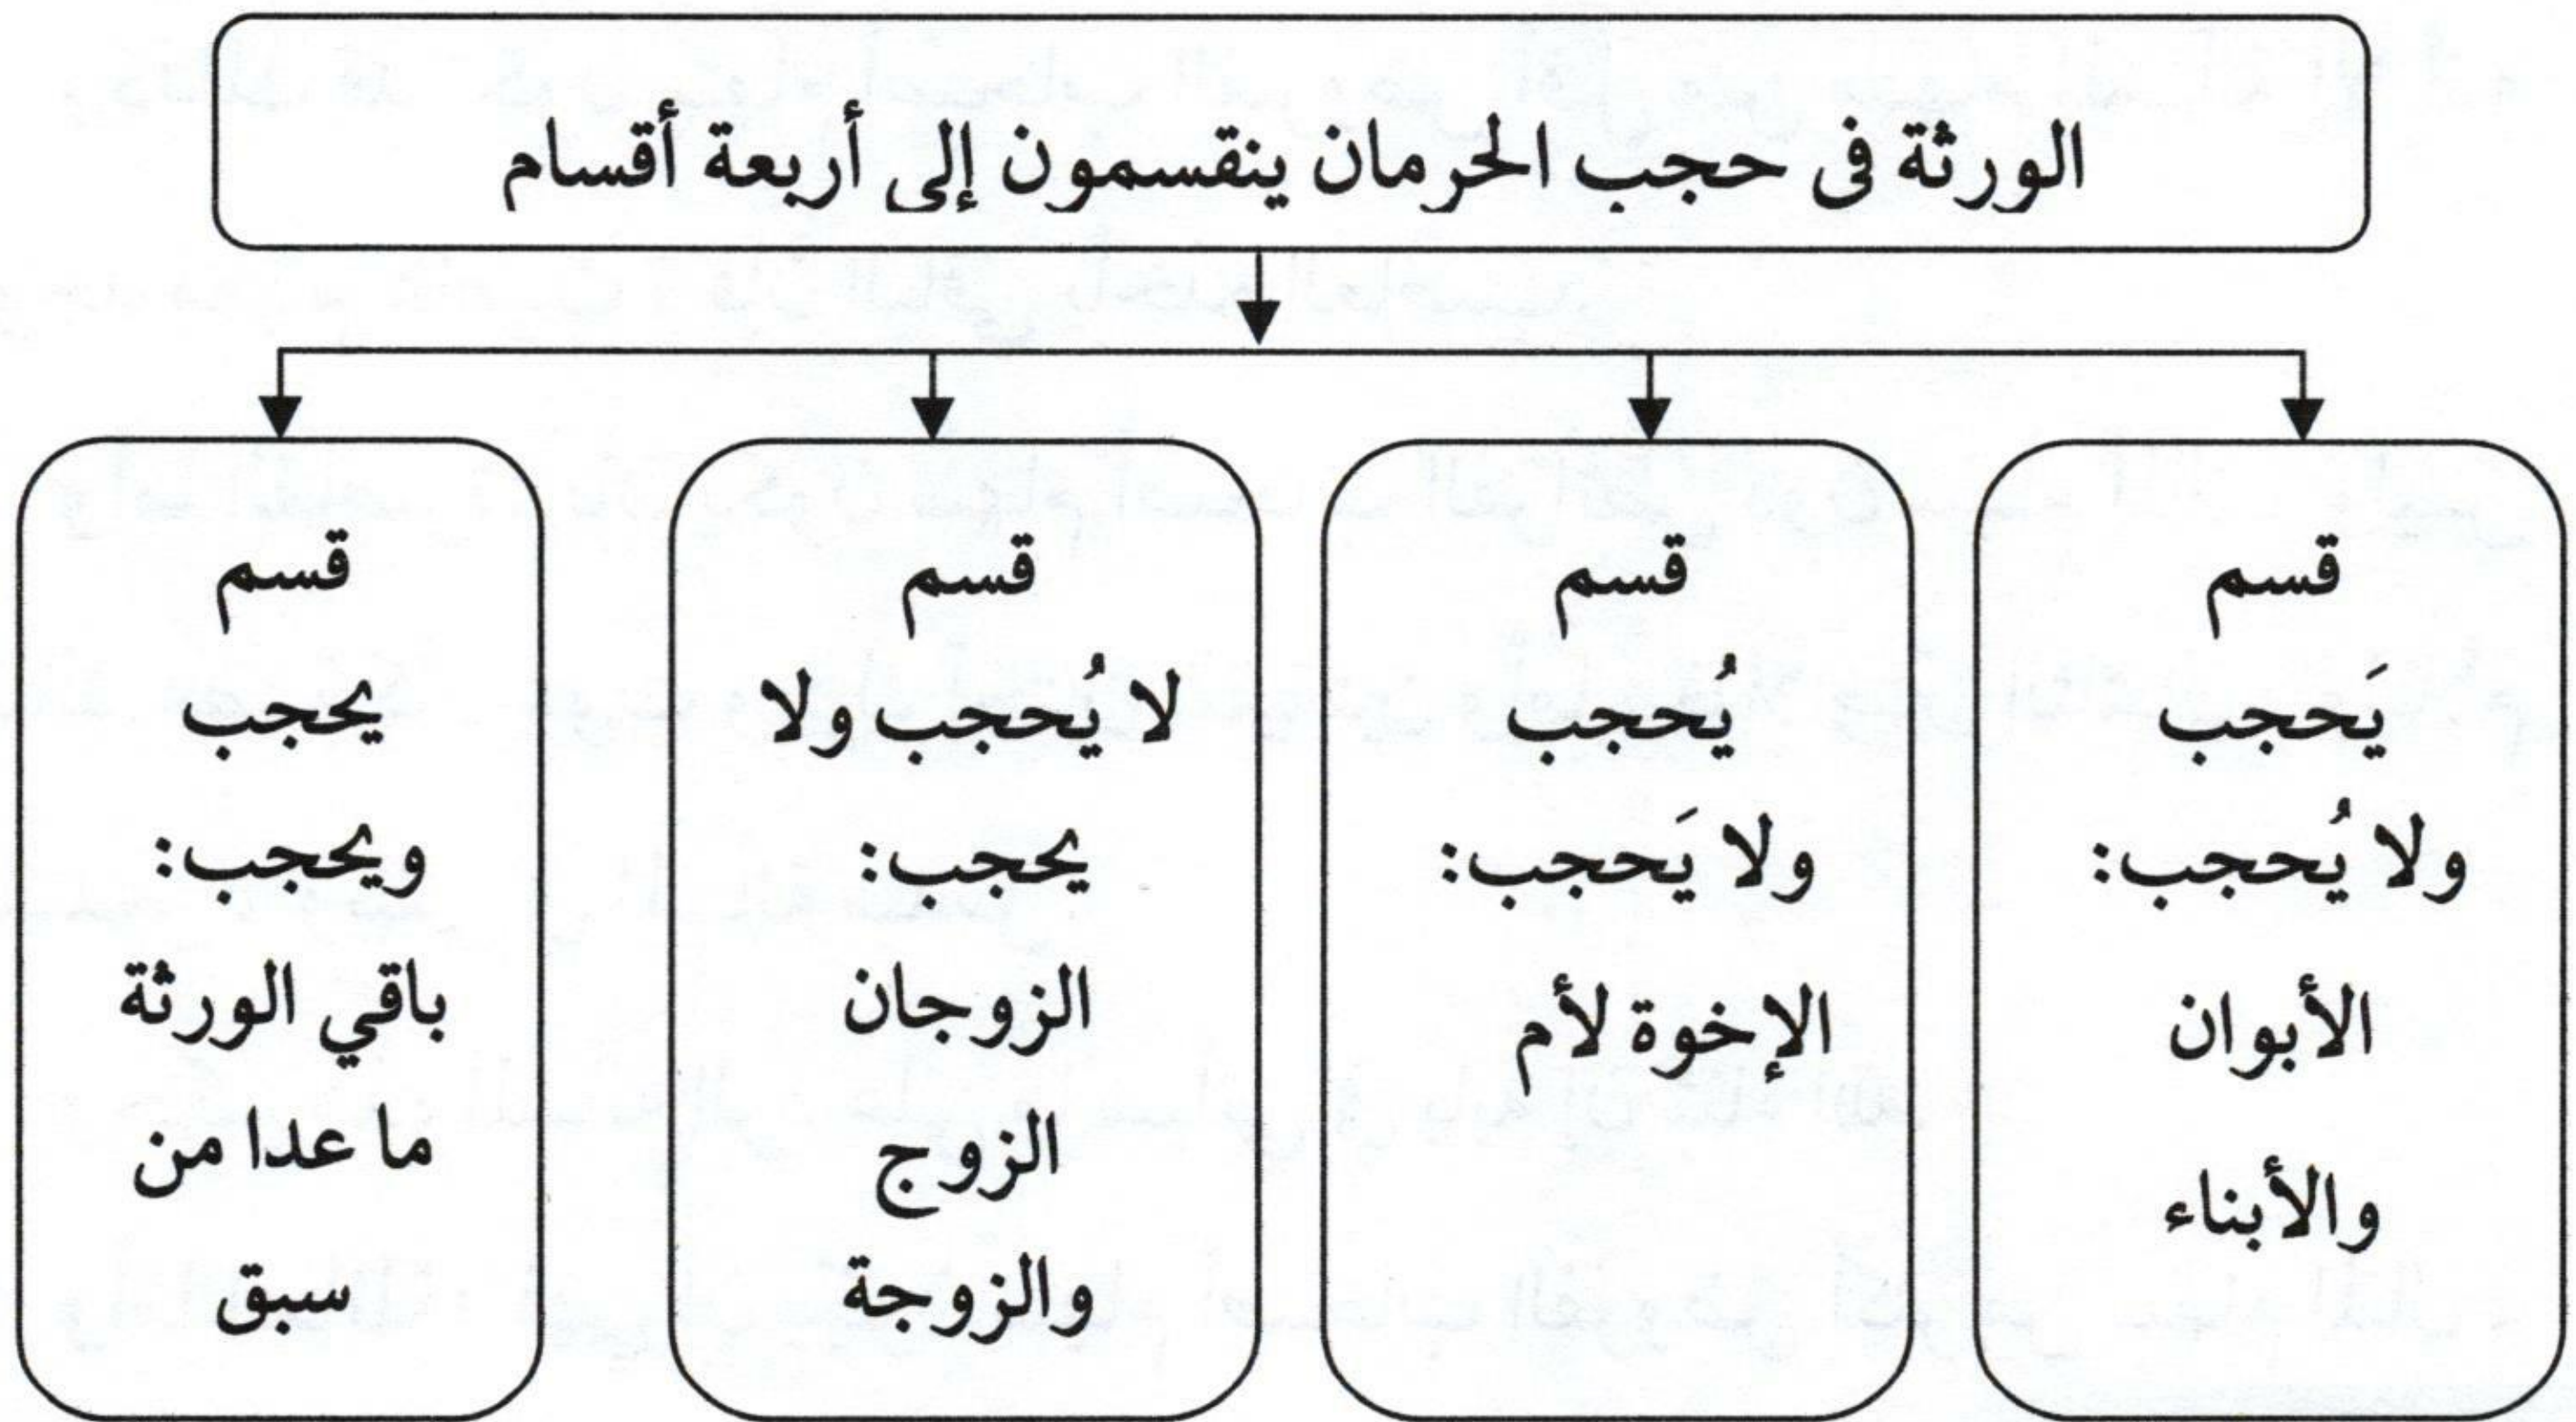 الورثة فى حجب الحرمان ينقسمون إلى أربعة أقسام
قسم
يَحجب
ولا يُحجب:
الأبوان
والأبناء
قسم
يُحجب
ولا يَحجب:
الإخوة لأم
قسم
لا يُحجب ولا
يحجب:
الزوجان
الزوج
والزوجة
قسم
يحجب
ويحجب:
باقي الورثة
ما عدا من
سبق